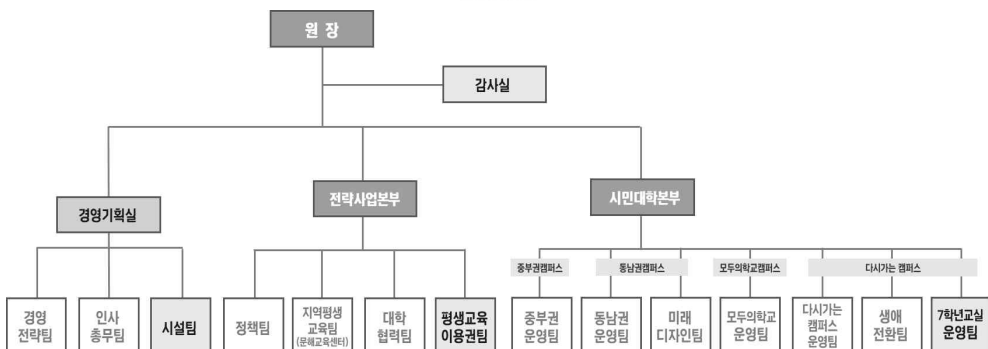 원 장
감사실
경영기획실
전략사업본부
시민대학본부
중부권캠퍼스
동남권캠퍼스
모두의학교캠퍼스
다시가는 캠퍼스
경영
전략팀
인사
총무팀
시설팀
정책팀
지역평생
교육팀
(문해교육센터)
대학
협력팀
평생교육
이용권팀
중부권
운영팀
동남권
운영팀
미래
디자인팀
모두의학교
운영팀
다시가는
캠퍼스
운영팀
생애
전환팀
7학년교실
운영팀